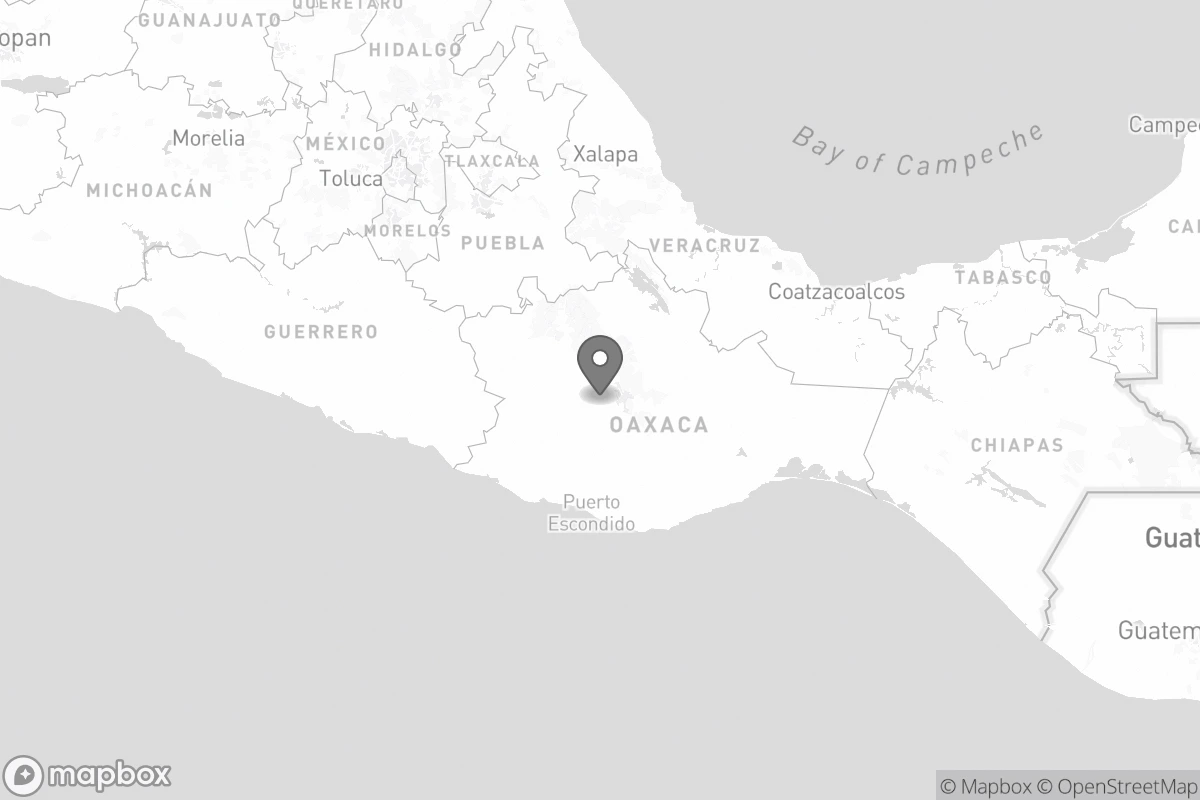 QUERÉTARO
GUANAJUATO
opan
HIDALGO
Campe
Bay of Campeche
Morelia
MÉXICO
Xalapa
TLAXCALA
Toluca
MICHOACÁN
CA
MORELOS
PUEBLA
VERACRUZ
TABASCO
Coatzacoalcos
GUERRERO
OAXACA
CHIAPAS
Puerto
Escondido
Guat
Guatem
mapbox
© Mapbox © OpenStreetMap